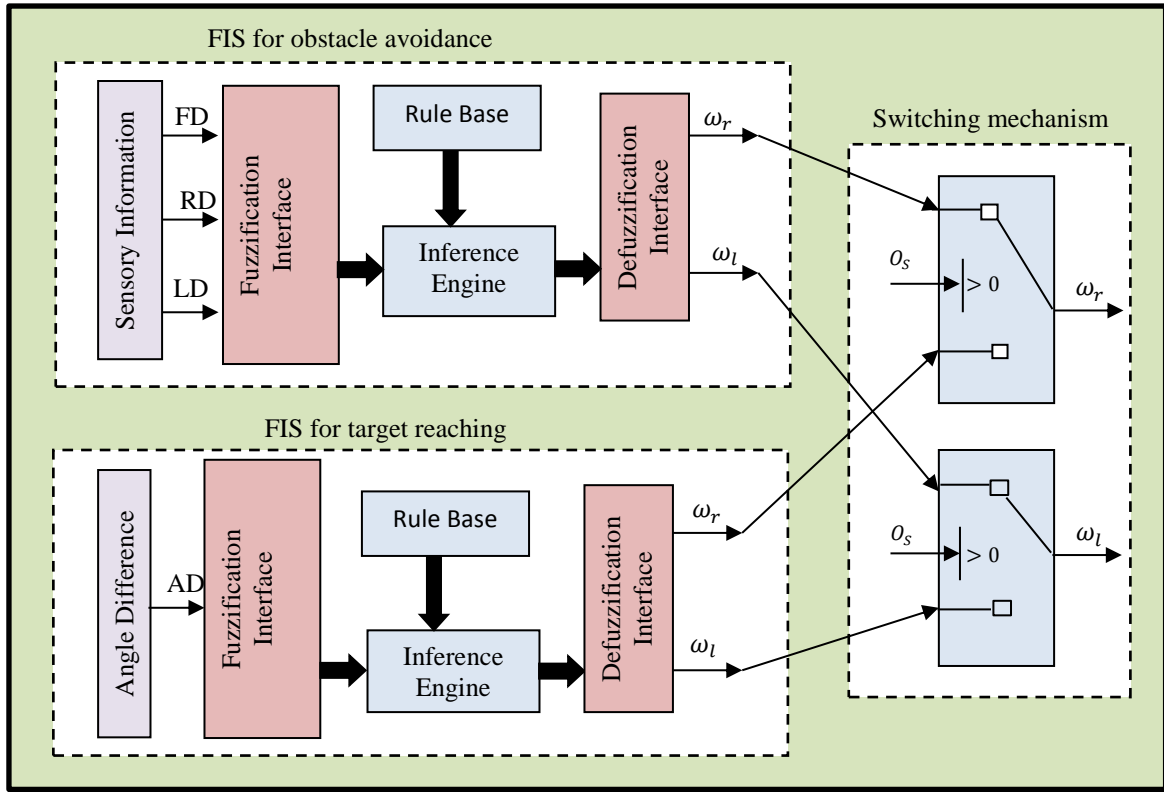 FIS for obstacle avoidance
Sensory Information
FD
RD
LD
Fuzzification
Interface
Rule Base
Inference
Engine
Defuzzification
Interface
ω_r
ω_l
FIS for target reaching
Angle Difference
AD
Fuzzification
Interface
Rule Base
Inference
Engine
Defuzzification
Interface
ω_r
ω_l
Switching mechanism
O_s
> 0
ω_r
O_s
> 0
ω_l